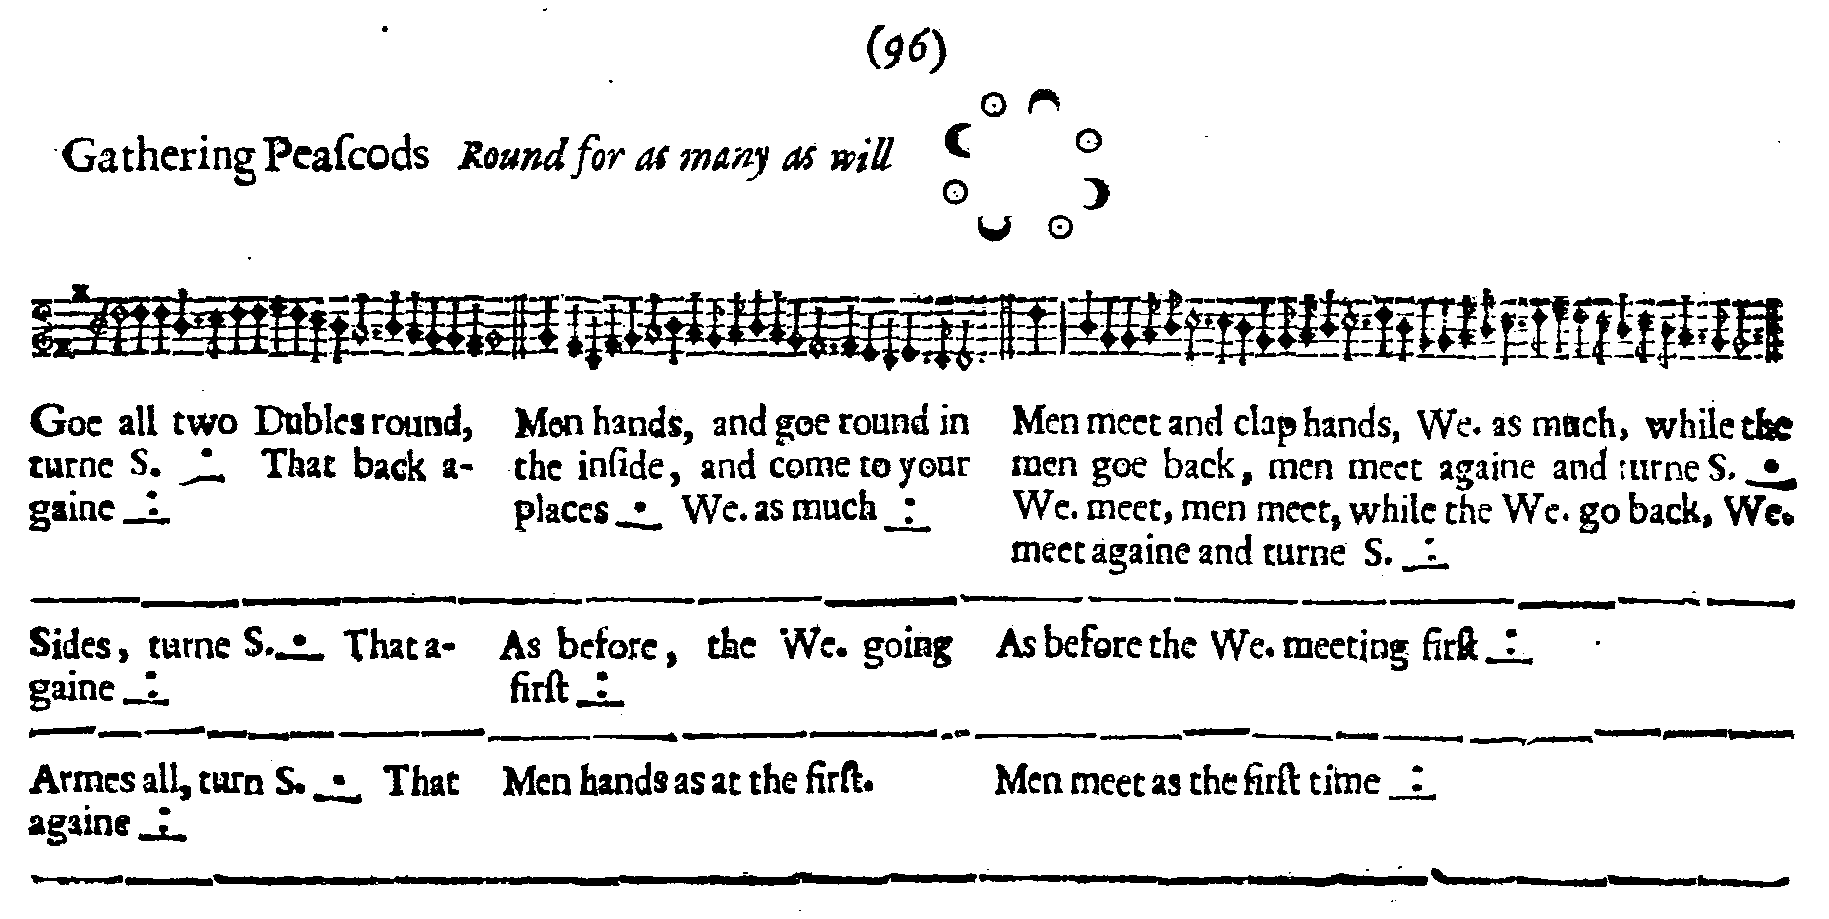 (96)
Gathering Peaſcods Round for as many as will
Goe all two Dubles round,
turne S. That back a-
gaine
Men hands, and goe round in
the inſide, and come to your
places We. as much
Men meet and clap hands, We. as much, while the
men goe back, men meet againe and turne S.
We. meet, men meet, while the We. go back, We.
meet againe and turne S.
Sides, turne S. That a-
gaine
As before, the We. going
firſt
As before the We. meeting firſt
Armes all, turn S. That
againe
Men hands as at the firſt.
Men meet as the firſt time